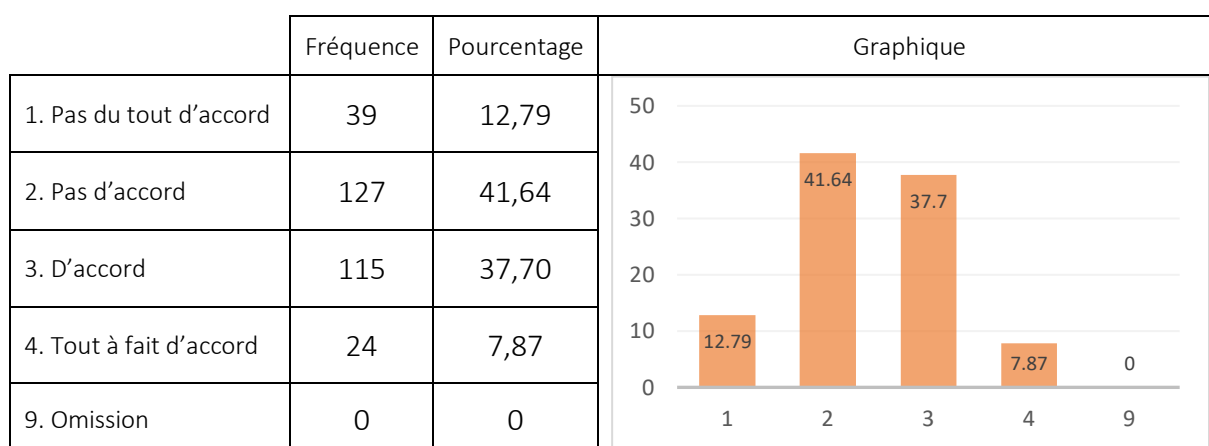 Fréquence Pourcentage Graphique
1. Pas du tout d’accord 39 12,79
2. Pas d’accord 127 41,64
3. D’accord 115 37,70
4. Tout à fait d’accord 24 7,87
9. Omission 0 0
50
40
30
20
10
0
12.79 41.64 37.7 7.87 0
1 2 3 4 9